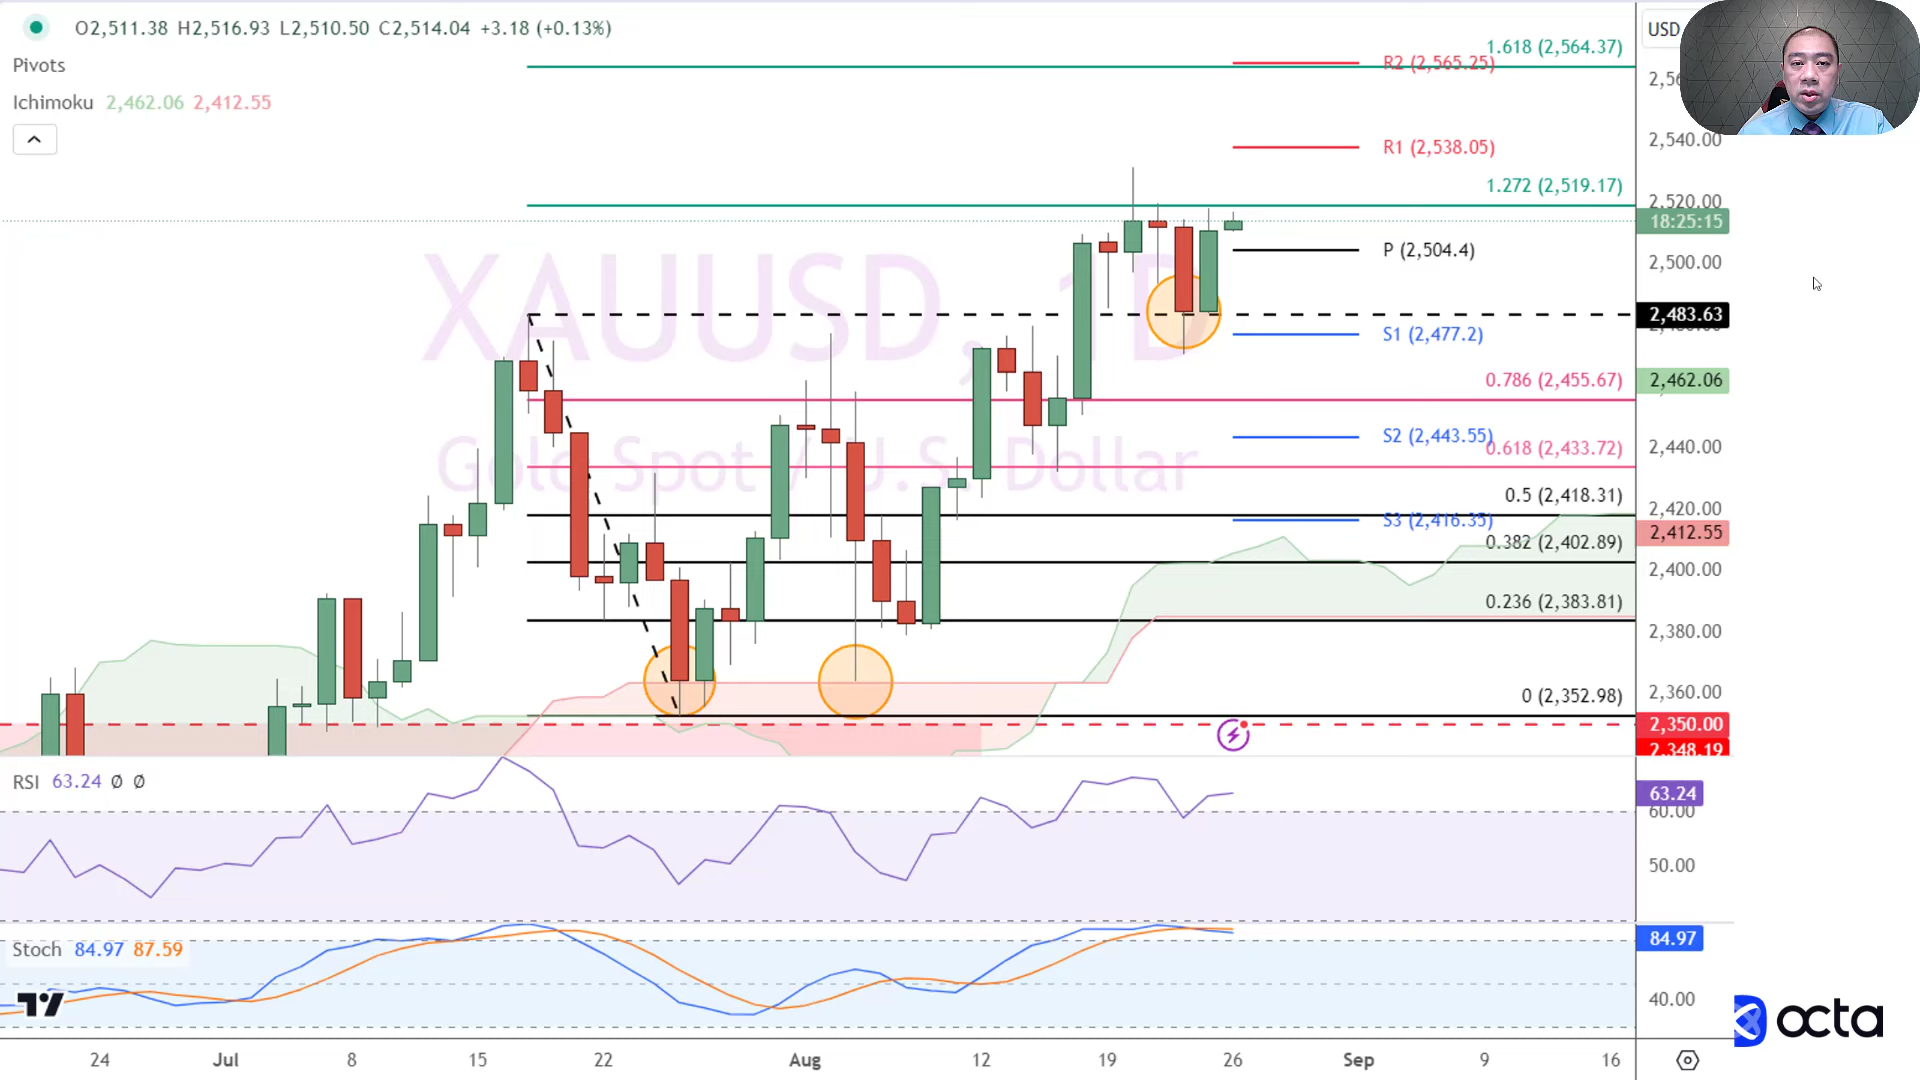 O2,511.38 H2,516.93 L2,510.50 C2,514.04 +3.18 (+0.13%)
USD
Pivots
Ichimoku 2,462.06 2,412.55
1.618 (2,564.37)
R2 (2,565.25)
R1 (2,538.05)
2,540.00
1.272 (2,519.17)
2,520.00
18:25:15
P (2,504.4)
2,500.00
XAUUSD, 1D
2,483.63
S1 (2,477.2)
0.786 (2,455.67)
2,462.06
S2 (2,443.55)
0.618 (2,433.72)
2,440.00
Gold Spot / U.S. Dollar
0.5 (2,418.31)
2,420.00
S3 (2,416.35)
2,412.55
0.382 (2,402.89)
2,400.00
0.236 (2,383.81)
2,380.00
0 (2,352.98)
2,360.00
2,350.00
2,348.19
RSI 63.24 Ø Ø
63.24
60.00
50.00
Stoch 84.97 87.59
84.97
40.00
octa
24 Jul 8 15 22 Aug 12 19 26 Sep 9 16